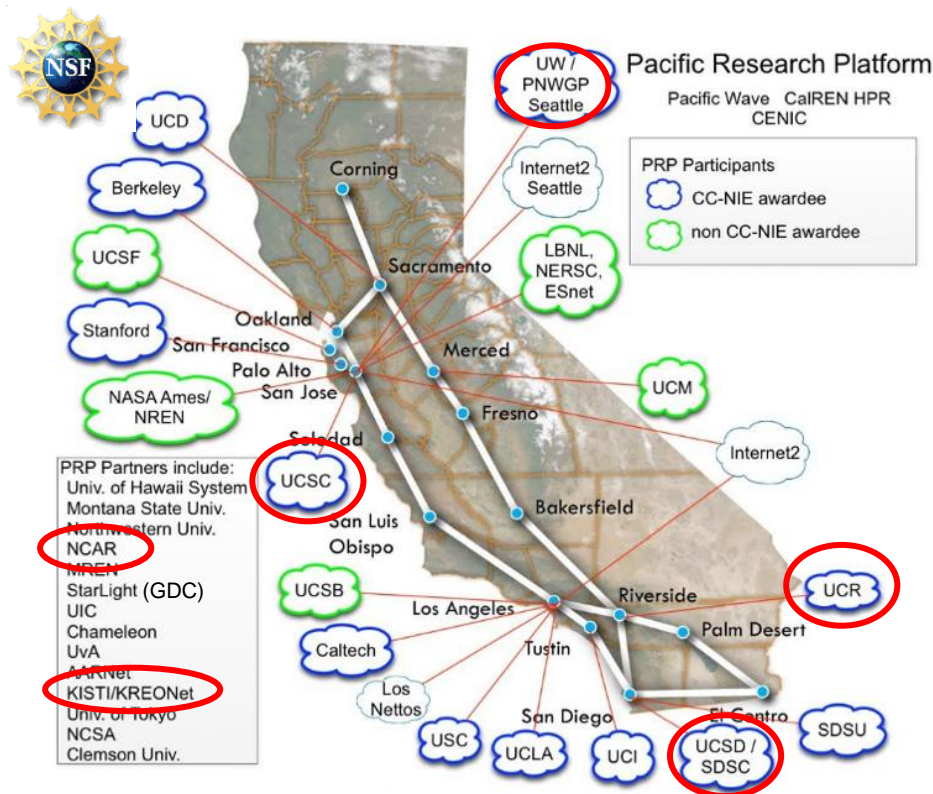 NSF
Pacific Research Platform
Pacific Wave CalREN HPR
CENIC
PRP Participants
CC-NIE awardee
non CC-NIE awardee
UW /
PNWGP
Seattle
UCD
Internet2
Seattle
Berkeley
Corning
UCSF
LBNL,
NERSC,
ESnet
Sacramento
Stanford
Oakland
San Francisco
Merced
Palo Alto
San Jose
NASA Ames/
NREN
UCM
Fresno
Soledad
Internet2
UCSC
PRP Partners include:
Univ. of Hawaii System
Montana State Univ.
Northwestern Univ.
NCAR
MREN
StarLight (GDC)
UIC
Chameleon
UvA
AARNet
KISTI/KREONet
Univ. of Tokyo
NCSA
Clemson Univ.
San Luis
Obispo
Bakersfield
UCSB
Los Angeles
Riverside
UCR
Caltech
Tustin
Palm Desert
Los
Nettos
San Diego
El Centro
USC
UCLA
UCI
UCSD /
SDSC
SDSU